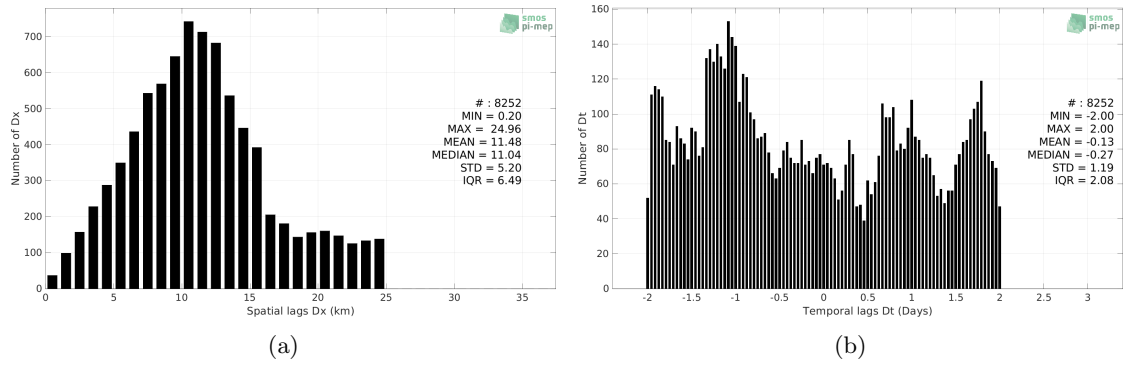 smos
pi-mep
700
600
500
400
300
200
100
0
Number of Dx
# : 8252
MIN = 0.20
MAX = 24.96
MEAN = 11.48
MEDIAN = 11.04
STD = 5.20
IQR = 6.49
0 5 10 15 20 25 30 35
Spatial lags Dx (km)
(a)
smos
pi-mep
160
140
120
100
80
60
40
20
0
Number of Dt
# : 8252
MIN = -2.00
MAX = 2.00
MEAN = -0.13
MEDIAN = -0.27
STD = 1.19
IQR = 2.08
-2 -1.5 -1 -0.5 0 0.5 1 1.5 2 2.5 3
Temporal lags Dt (Days)
(b)